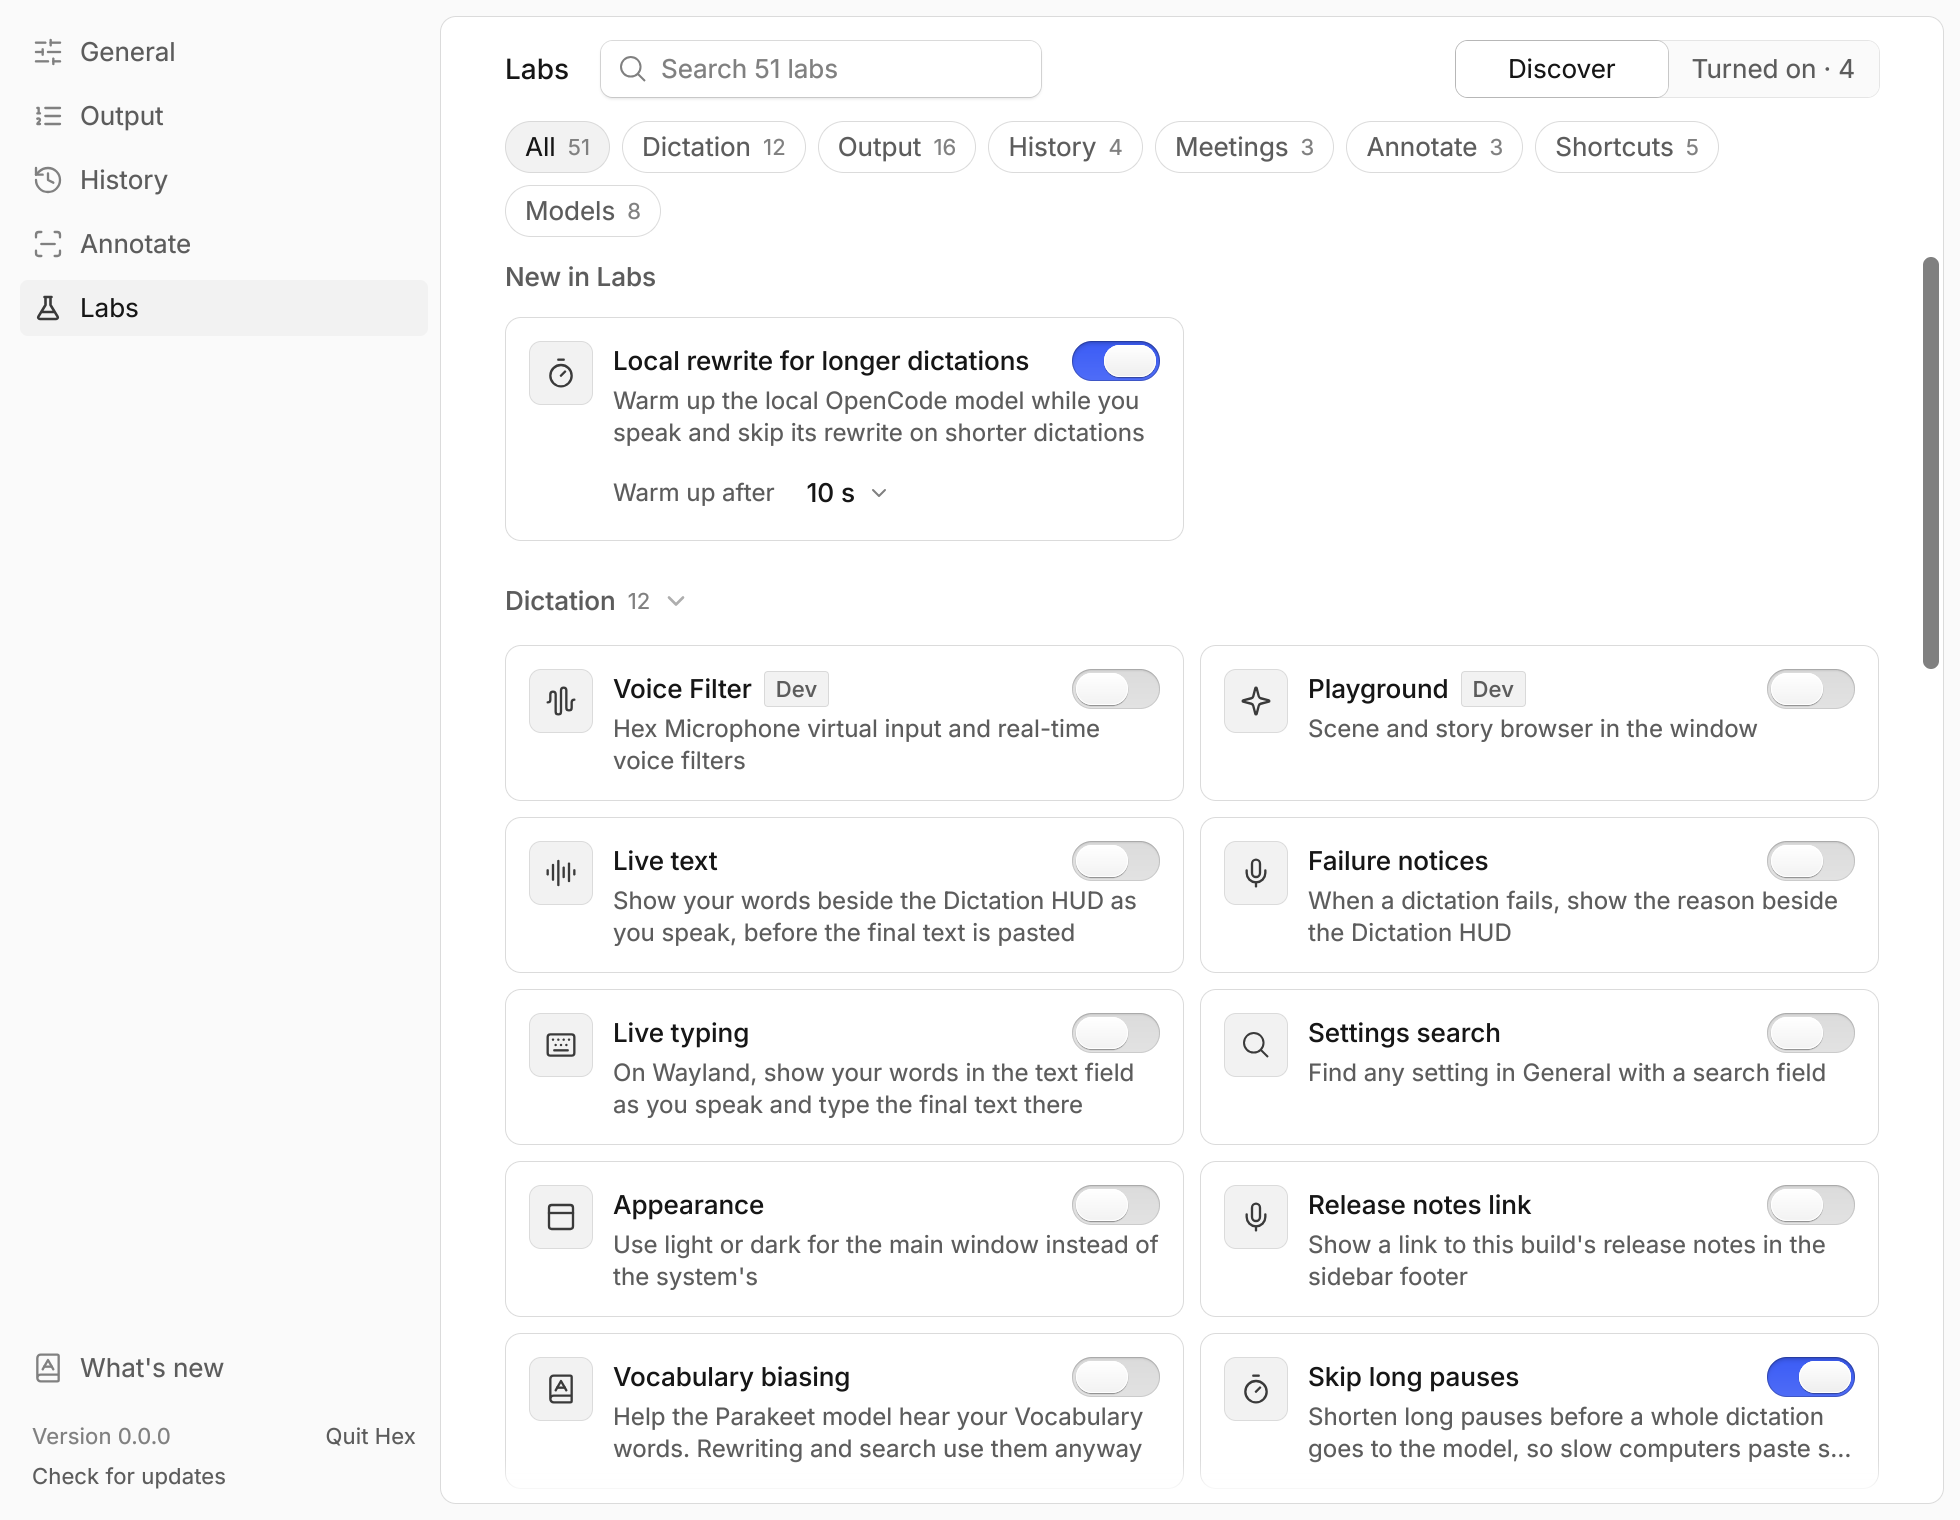 General
Output
History
Annotate
Labs
What's new
Version 0.0.0
Quit Hex
Check for updates
Labs
Search 51 labs
Discover
Turned on · 4
All 51
Dictation 12
Output 16
History 4
Meetings 3
Annotate 3
Shortcuts 5
Models 8
New in Labs
Local rewrite for longer dictations
Warm up the local OpenCode model while you
speak and skip its rewrite on shorter dictations
Warm up after 10 s
Dictation 12
Voice Filter Dev
Hex Microphone virtual input and real-time
voice filters
Playground Dev
Scene and story browser in the window
Live text
Show your words beside the Dictation HUD as
you speak, before the final text is pasted
Failure notices
When a dictation fails, show the reason beside
the Dictation HUD
Live typing
On Wayland, show your words in the text field
as you speak and type the final text there
Settings search
Find any setting in General with a search field
Appearance
Use light or dark for the main window instead of
the system's
Release notes link
Show a link to this build's release notes in the
sidebar footer
Vocabulary biasing
Help the Parakeet model hear your Vocabulary
words. Rewriting and search use them anyway
Skip long pauses
Shorten long pauses before a whole dictation
goes to the model, so slow computers paste s...